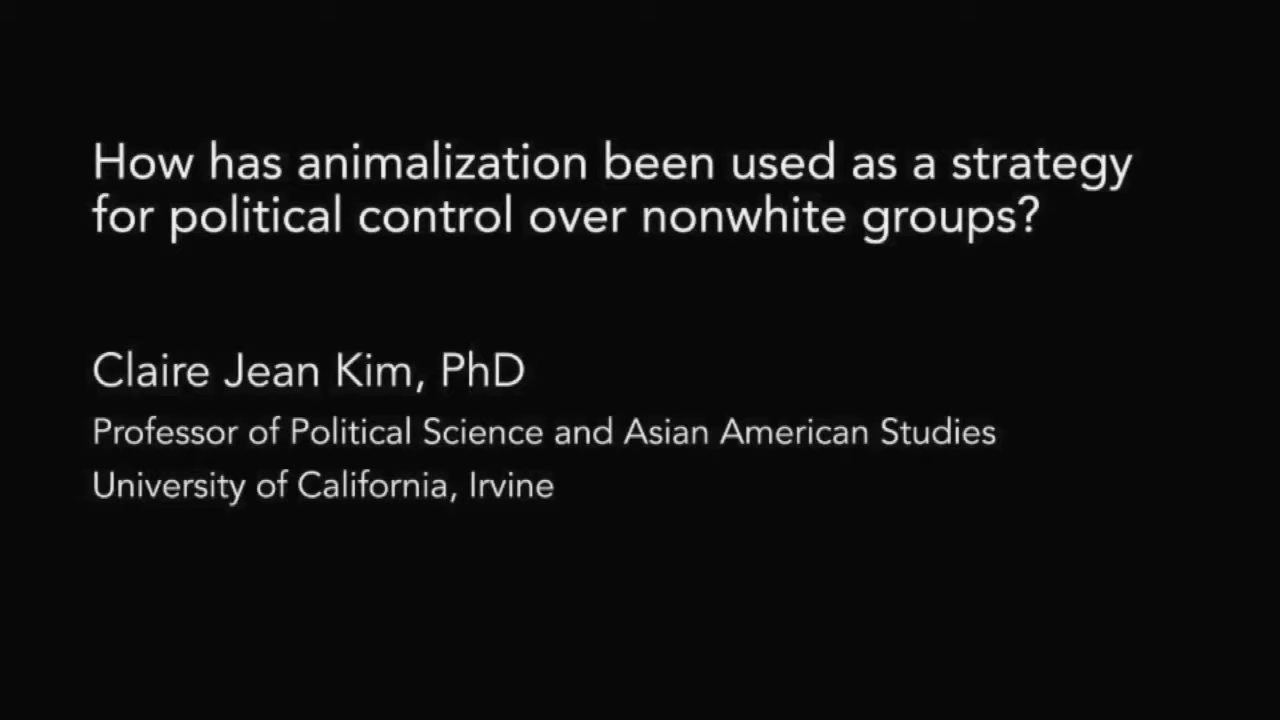 How has animalization been used as a strategy
for political control over nonwhite groups?
Claire Jean Kim, PhD
Professor of Political Science and Asian American Studies
University of California, Irvine